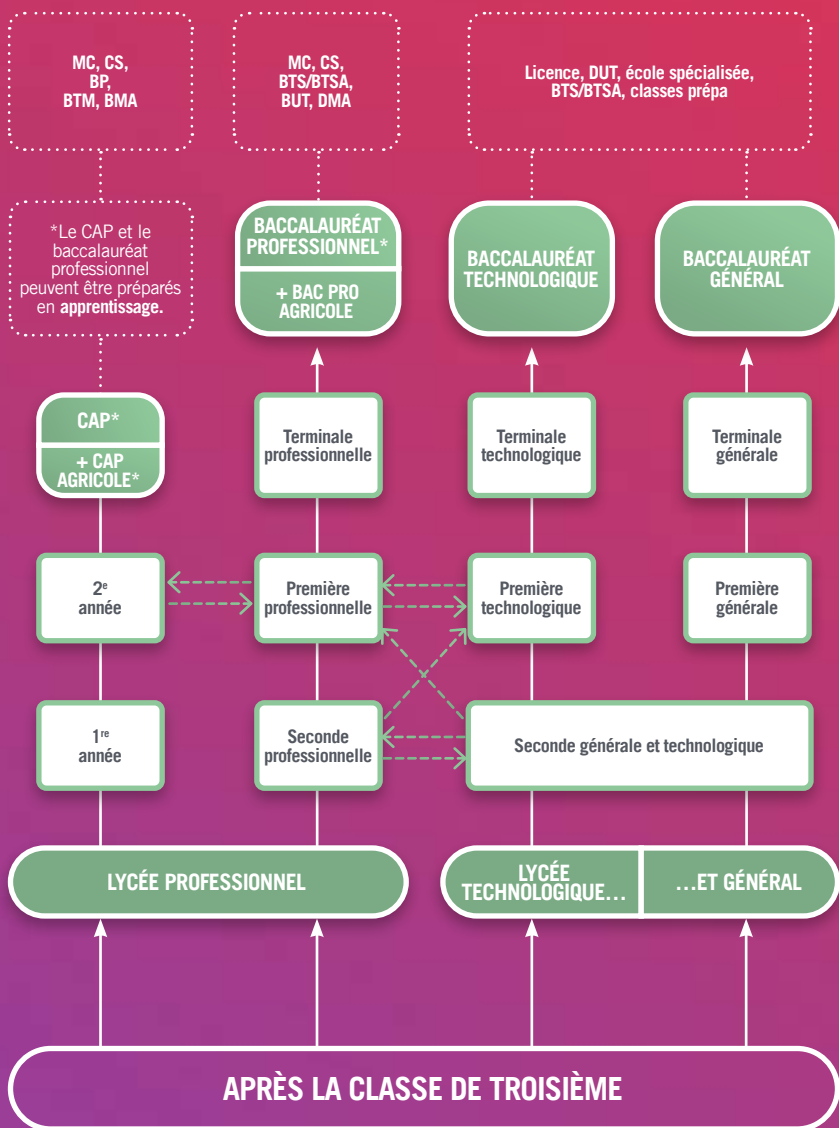 MC, CS,
BP,
BTM, BMA
MC, CS,
BTS/BTSA,
BUT, DMA
Licence, DUT, école spécialisée,
BTS/BTSA, classes prépa
*Le CAP et le
baccalauréat
professionnel
peuvent être préparés
en apprentissage.
BACCALAURÉAT
PROFESSIONNEL*
+ BAC PRO
AGRICOLE
BACCALAURÉAT
TECHNOLOGIQUE
BACCALAURÉAT
GÉNÉRAL
CAP*
+ CAP
AGRICOLE*
Terminale
professionnelle
Terminale
technologique
Terminale
générale
2e
année
Première
professionnelle
Première
technologique
Première
générale
1re
année
Seconde
professionnelle
Seconde générale et technologique
LYCÉE PROFESSIONNEL
LYCÉE
TECHNOLOGIQUE...
...ET GÉNÉRAL
APRÈS LA CLASSE DE TROISIÈME